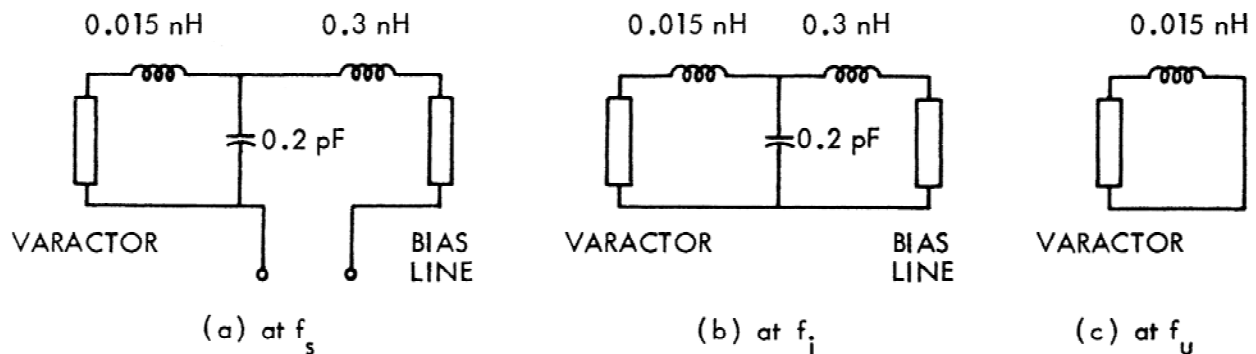 0.015 nH 0.3 nH
0.2 pF
VARACTOR BIAS LINE
(a) at f_s
0.015 nH 0.3 nH
0.2 pF
VARACTOR BIAS LINE
(b) at f_i
0.015 nH
VARACTOR
(c) at f_u